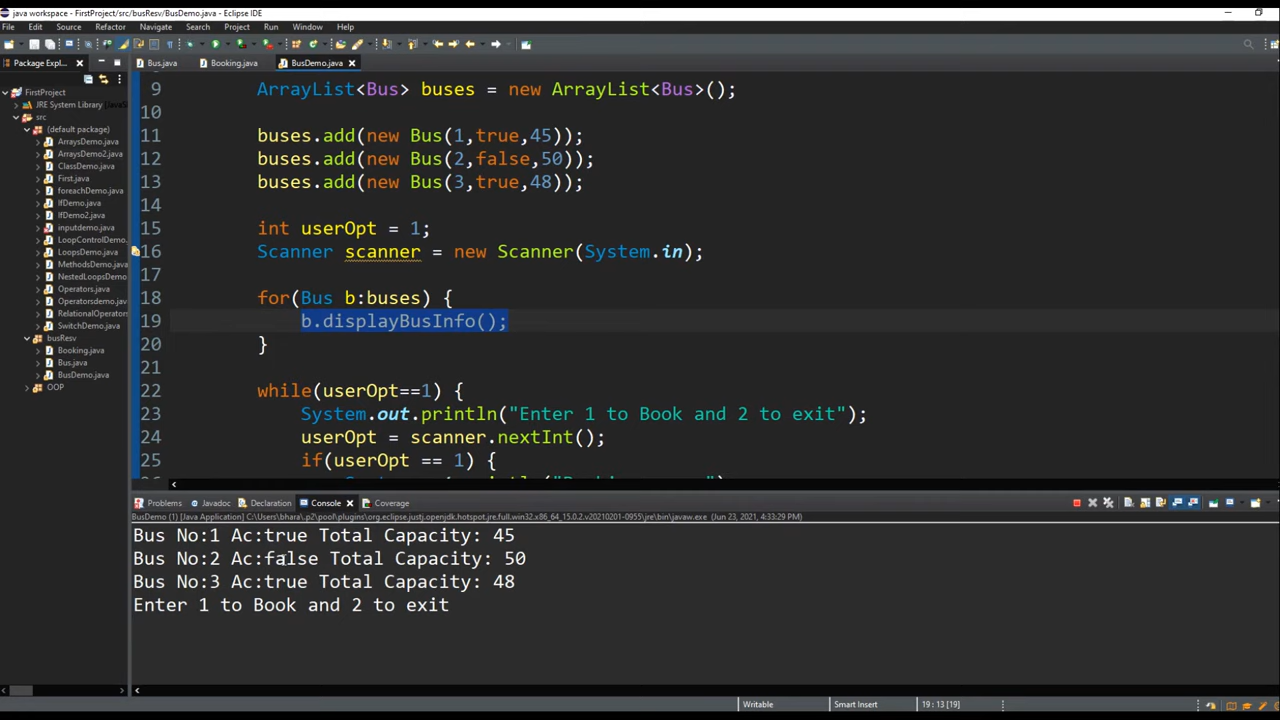 java workspace - FirstProject/src/busResv/BusDemo.java - Eclipse IDE
File Edit Source Refactor Navigate Search Project Run Window Help
Package Expl...
Bus.java Booking.java BusDemo.java
FirstProject
JRE System Library
src
(default package)
ArraysDemo.java
ArraysDemo2.java
ClassDemo.java
First.java
foreachDemo.java
IfDemo.java
IfDemo2.java
inputdemo.java
LoopControlDemo.
LoopsDemo.java
MethodsDemo.java
NestedLoopsDemo
Operators.java
Operatorsdemo.java
RelationalOperator
SwitchDemo.java
busResv
Booking.java
Bus.java
BusDemo.java
OOP
9 ArrayList<Bus> buses = new ArrayList<Bus>();
10
11 buses.add(new Bus(1,true,45));
12 buses.add(new Bus(2,false,50));
13 buses.add(new Bus(3,true,48));
14
15 int userOpt = 1;
16 Scanner scanner = new Scanner(System.in);
17
18 for(Bus b:buses) {
19 b.displayBusInfo();
20 }
21
22 while(userOpt==1) {
23 System.out.println("Enter 1 to Book and 2 to exit");
24 userOpt = scanner.nextInt();
25 if(userOpt == 1) {
Problems Javadoc Declaration Console Coverage
BusDemo (1) [Java Application] C:\Users\bhara\.p2\pool\plugins\org.eclipse.justj.openjdk.hotspot.jre.full.win32.x86_64_15.0.2.v20210201-0955\jre\bin\javaw.exe (Jun 23, 2021, 4:33:29 PM)
Bus No:1 Ac:true Total Capacity: 45
Bus No:2 Ac:false Total Capacity: 50
Bus No:3 Ac:true Total Capacity: 48
Enter 1 to Book and 2 to exit
Writable Smart Insert 19 : 13 [19]